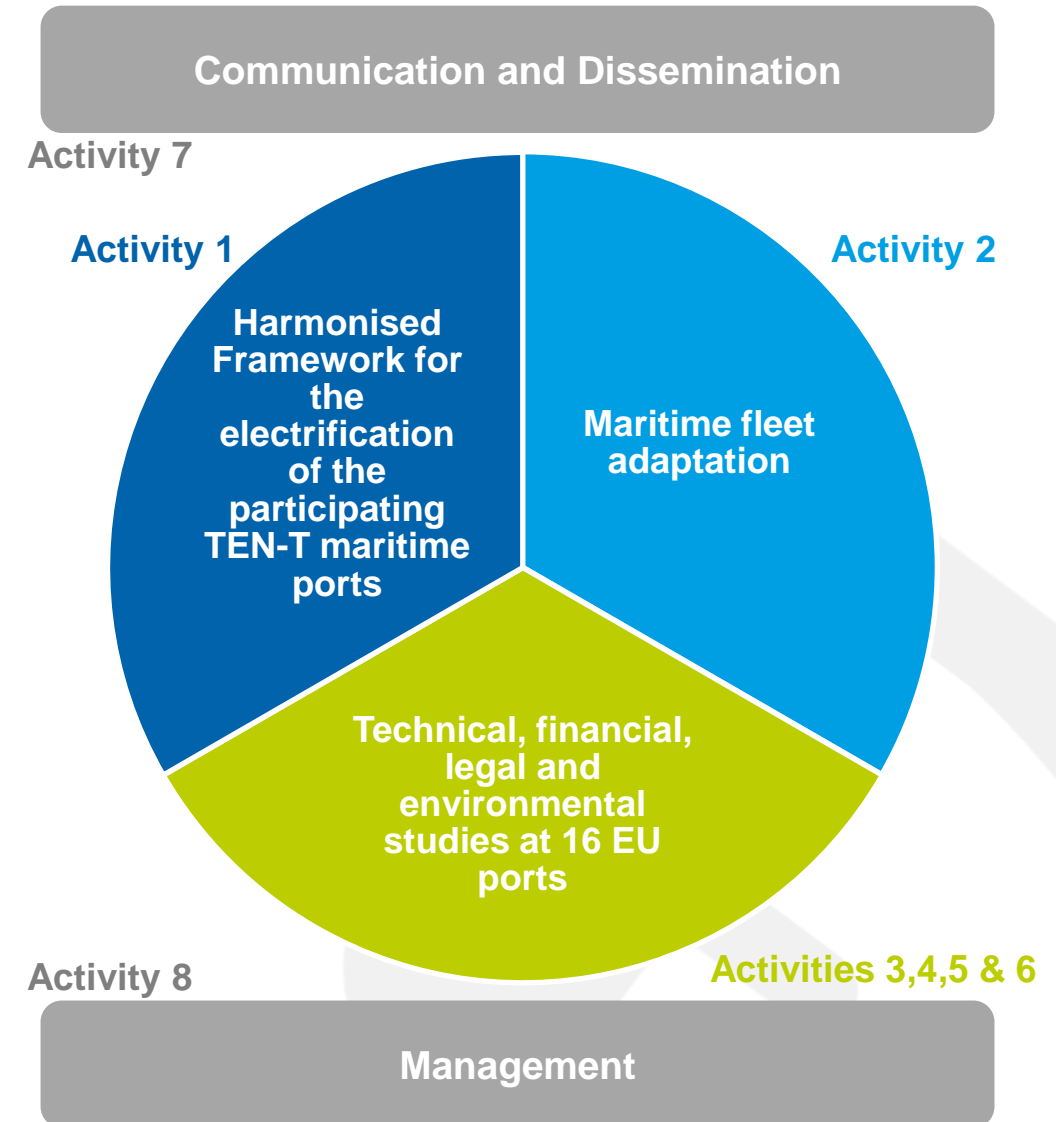 Communication and Dissemination
Activity 7
Activity 1
Activity 2
Harmonised
Framework for
the
electrification
of the
participating
TEN-T maritime
ports
Maritime fleet
adaptation
Technical, financial,
legal and
environmental
studies at 16 EU
ports
Activity 8
Activities 3,4,5 & 6
Management